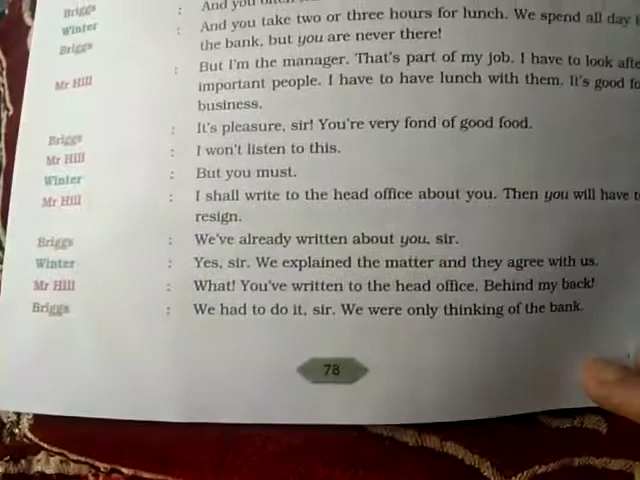 Briggs : And you
Winter : And you take two or three hours for lunch. We spend all day
Briggs the bank, but you are never there!
Mr Hill : But I'm the manager. That's part of my job. I have to look afte
important people. I have to have lunch with them. It's good fo
business.
Briggs : It's pleasure, sir! You're very fond of good food.
Mr Hill : I won't listen to this.
Winter : But you must.
Mr Hill : I shall write to the head office about you. Then you will have t
resign.
Briggs : We've already written about you, sir.
Winter : Yes, sir. We explained the matter and they agree with us.
Mr Hill : What! You've written to the head office. Behind my back!
Briggs : We had to do it, sir. We were only thinking of the bank.
78